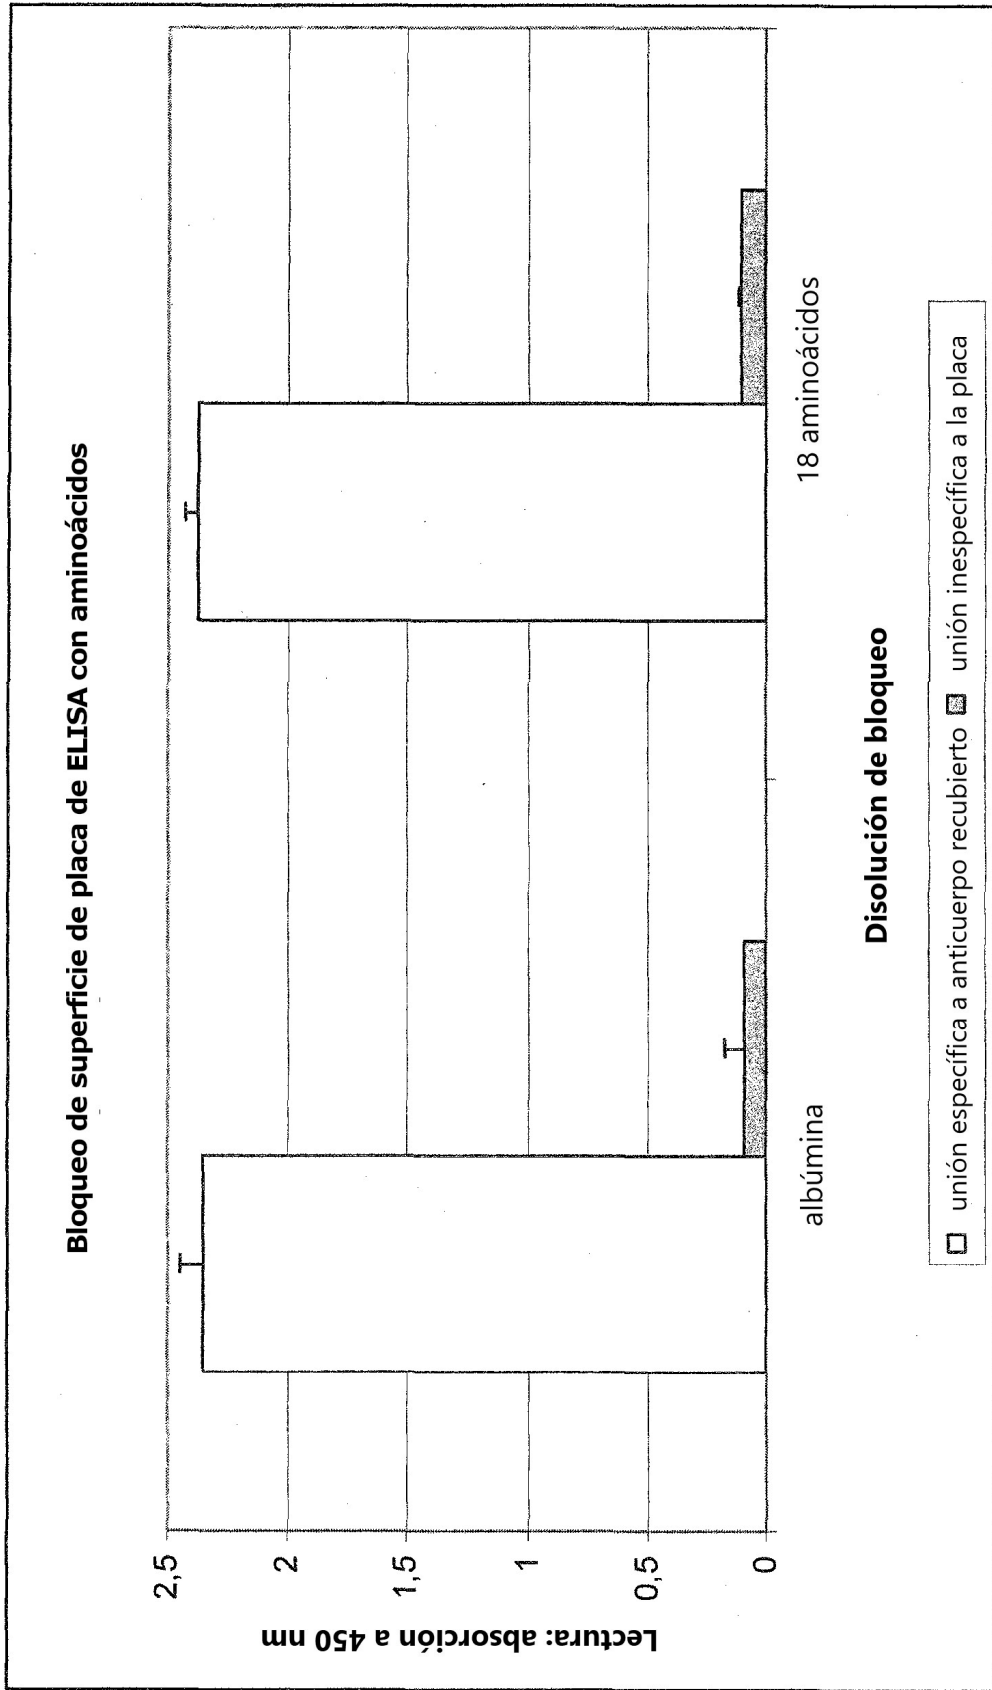 Bloqueo de superficie de placa de ELISA con aminoácidos
Lectura: absorción a 450 nm
2,5
2
1,5
1
0,5
0
albúmina
18 aminoácidos
Disolución de bloqueo
unión específica a anticuerpo recubierto
unión inespecífica a la placa